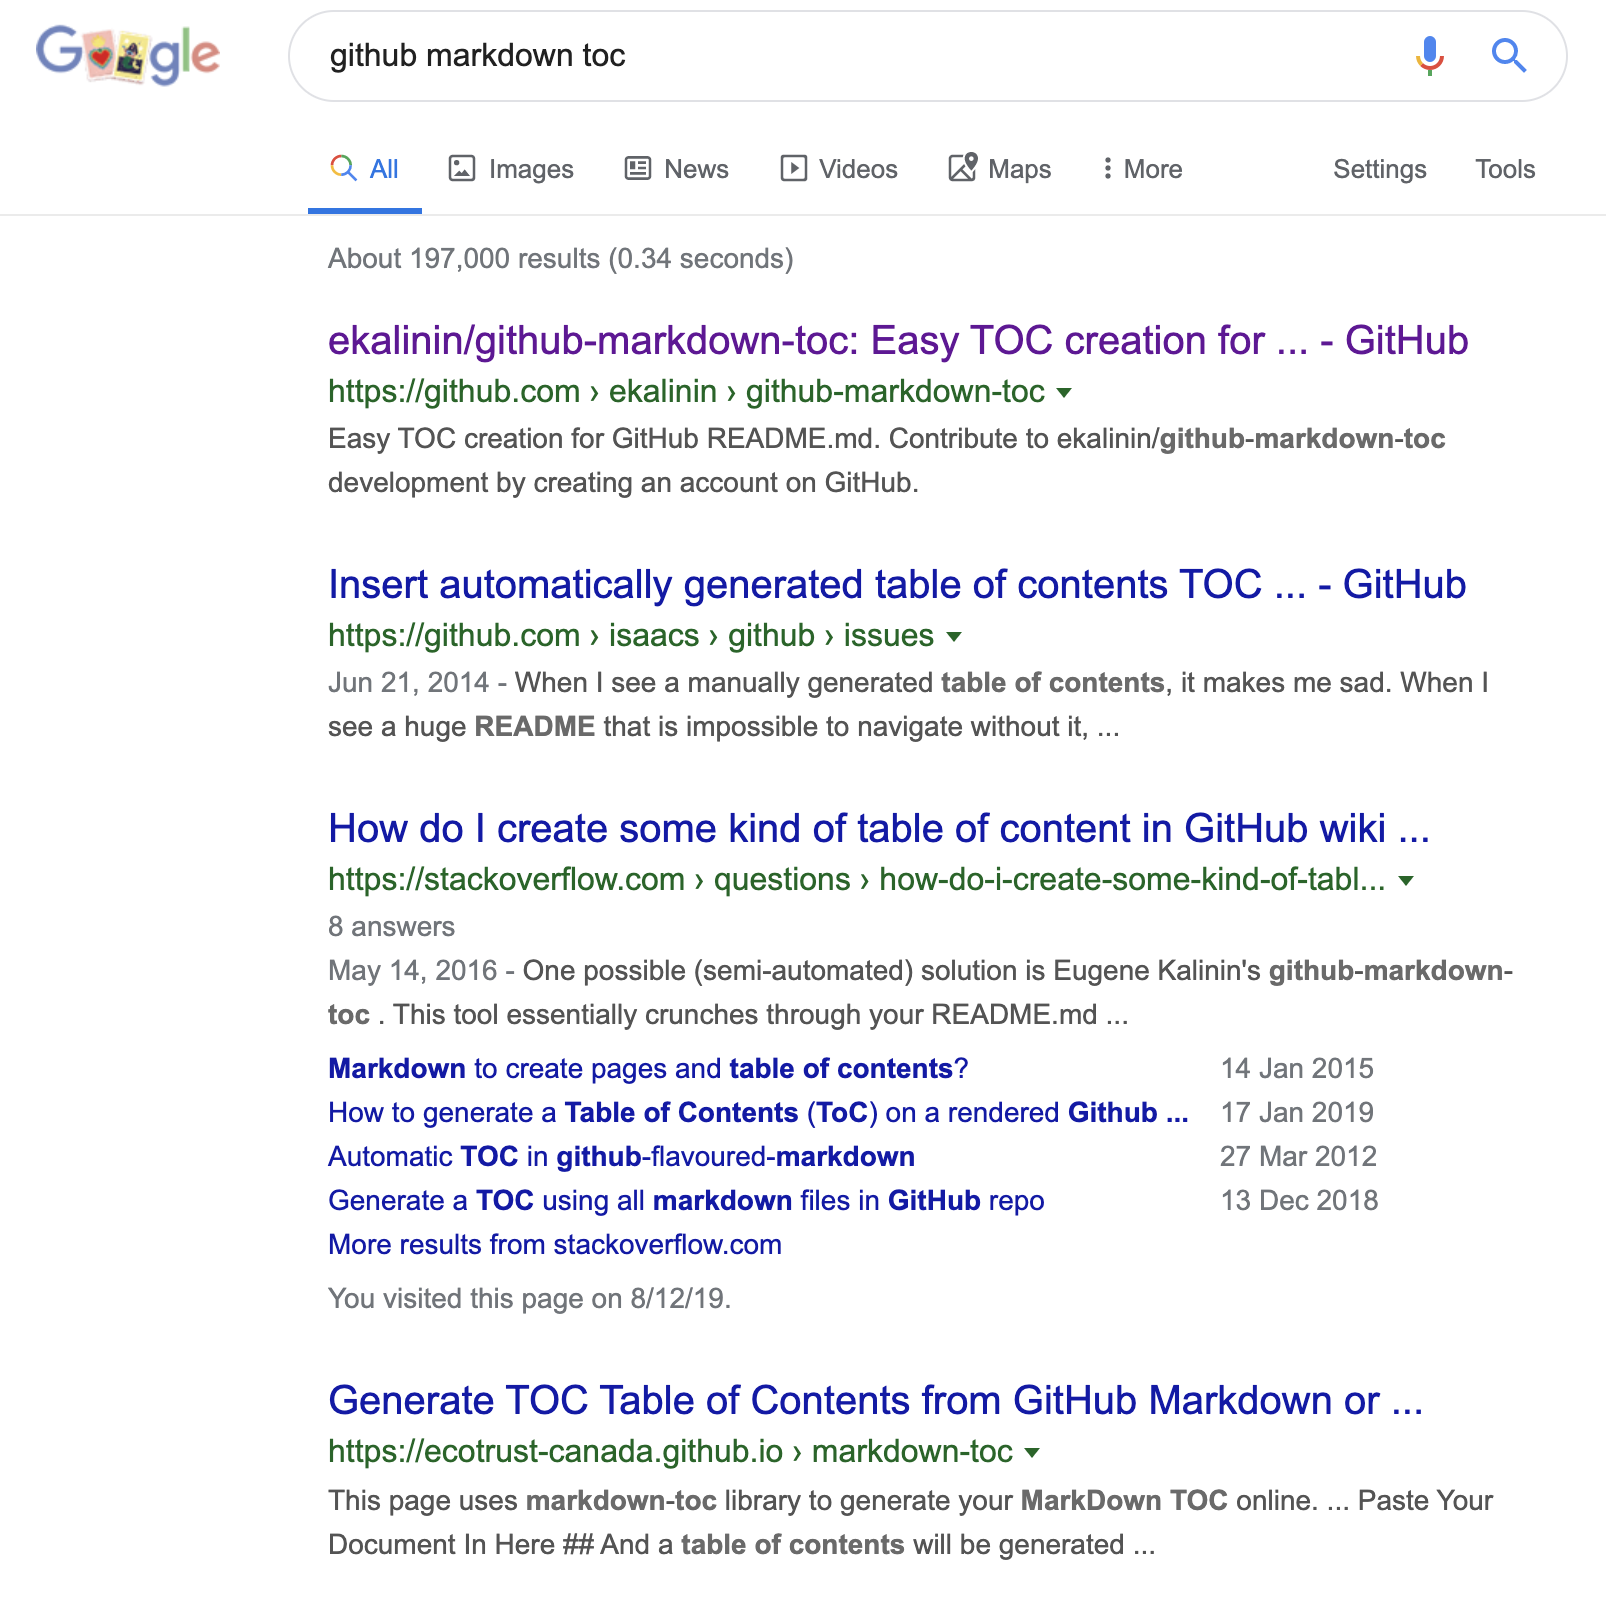 Google
github markdown toc
All Images News Videos Maps More Settings Tools
About 197,000 results (0.34 seconds)
ekalinin/github-markdown-toc: Easy TOC creation for ... - GitHub
https://github.com › ekalinin › github-markdown-toc
Easy TOC creation for GitHub README.md. Contribute to ekalinin/github-markdown-toc
development by creating an account on GitHub.
Insert automatically generated table of contents TOC ... - GitHub
https://github.com › isaacs › github › issues
Jun 21, 2014 - When I see a manually generated table of contents, it makes me sad. When I
see a huge README that is impossible to navigate without it, ...
How do I create some kind of table of content in GitHub wiki ...
https://stackoverflow.com › questions › how-do-i-create-some-kind-of-tabl...
8 answers
May 14, 2016 - One possible (semi-automated) solution is Eugene Kalinin's github-markdown-
toc . This tool essentially crunches through your README.md ...
Markdown to create pages and table of contents? 14 Jan 2015
How to generate a Table of Contents (ToC) on a rendered Github ... 17 Jan 2019
Automatic TOC in github-flavoured-markdown 27 Mar 2012
Generate a TOC using all markdown files in GitHub repo 13 Dec 2018
More results from stackoverflow.com
You visited this page on 8/12/19.
Generate TOC Table of Contents from GitHub Markdown or ...
https://ecotrust-canada.github.io › markdown-toc
This page uses markdown-toc library to generate your MarkDown TOC online. ... Paste Your
Document In Here ## And a table of contents will be generated ...